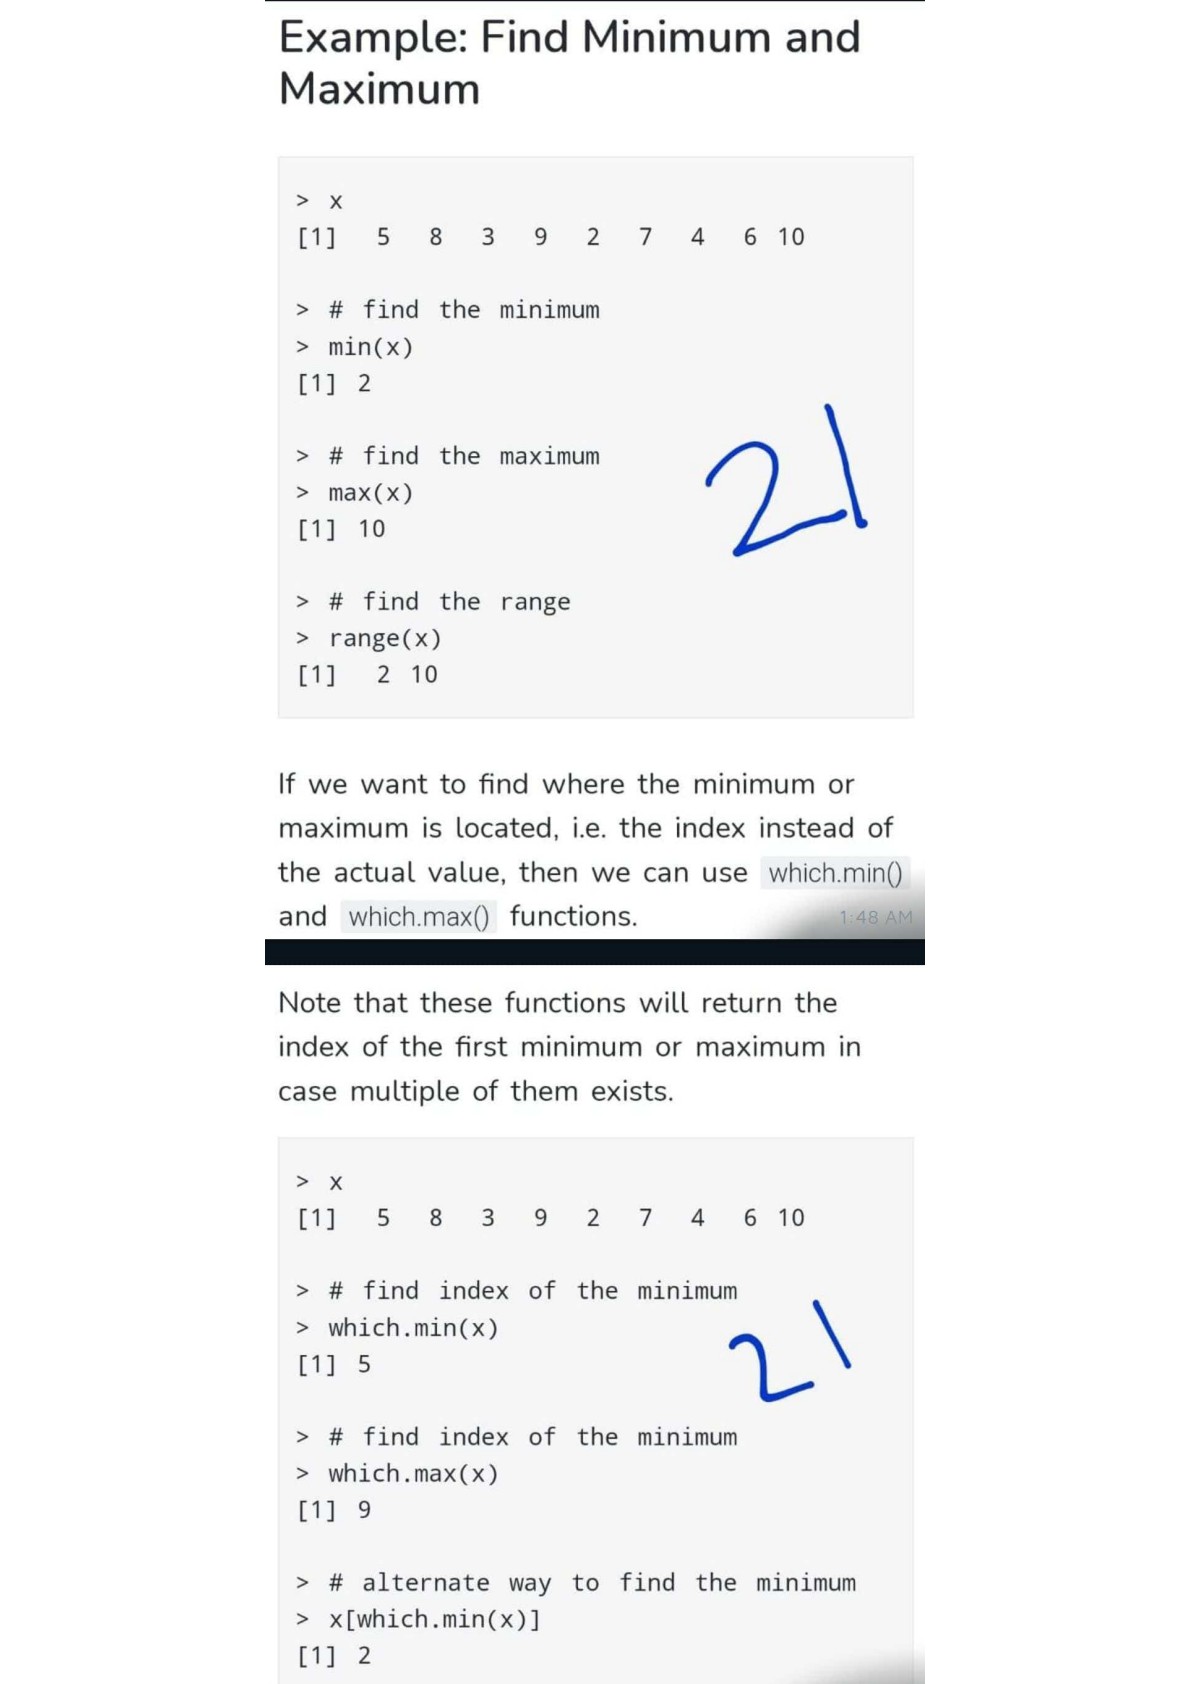 Example: Find Minimum and
Maximum
> x
[1] 5 8 3 9 2 7 4 6 10
> # find the minimum
> min(x)
[1] 2
> # find the maximum
> max(x)
[1] 10
21
> # find the range
> range(x)
[1] 2 10
If we want to find where the minimum or
maximum is located, i.e. the index instead of
the actual value, then we can use which.min()
and which.max() functions.
1:48 AM
Note that these functions will return the
index of the first minimum or maximum in
case multiple of them exists.
> x
[1] 5 8 3 9 2 7 4 6 10
> # find index of the minimum
> which.min(x)
[1] 5
21
> # find index of the minimum
> which.max(x)
[1] 9
> # alternate way to find the minimum
> x[which.min(x)]
[1] 2